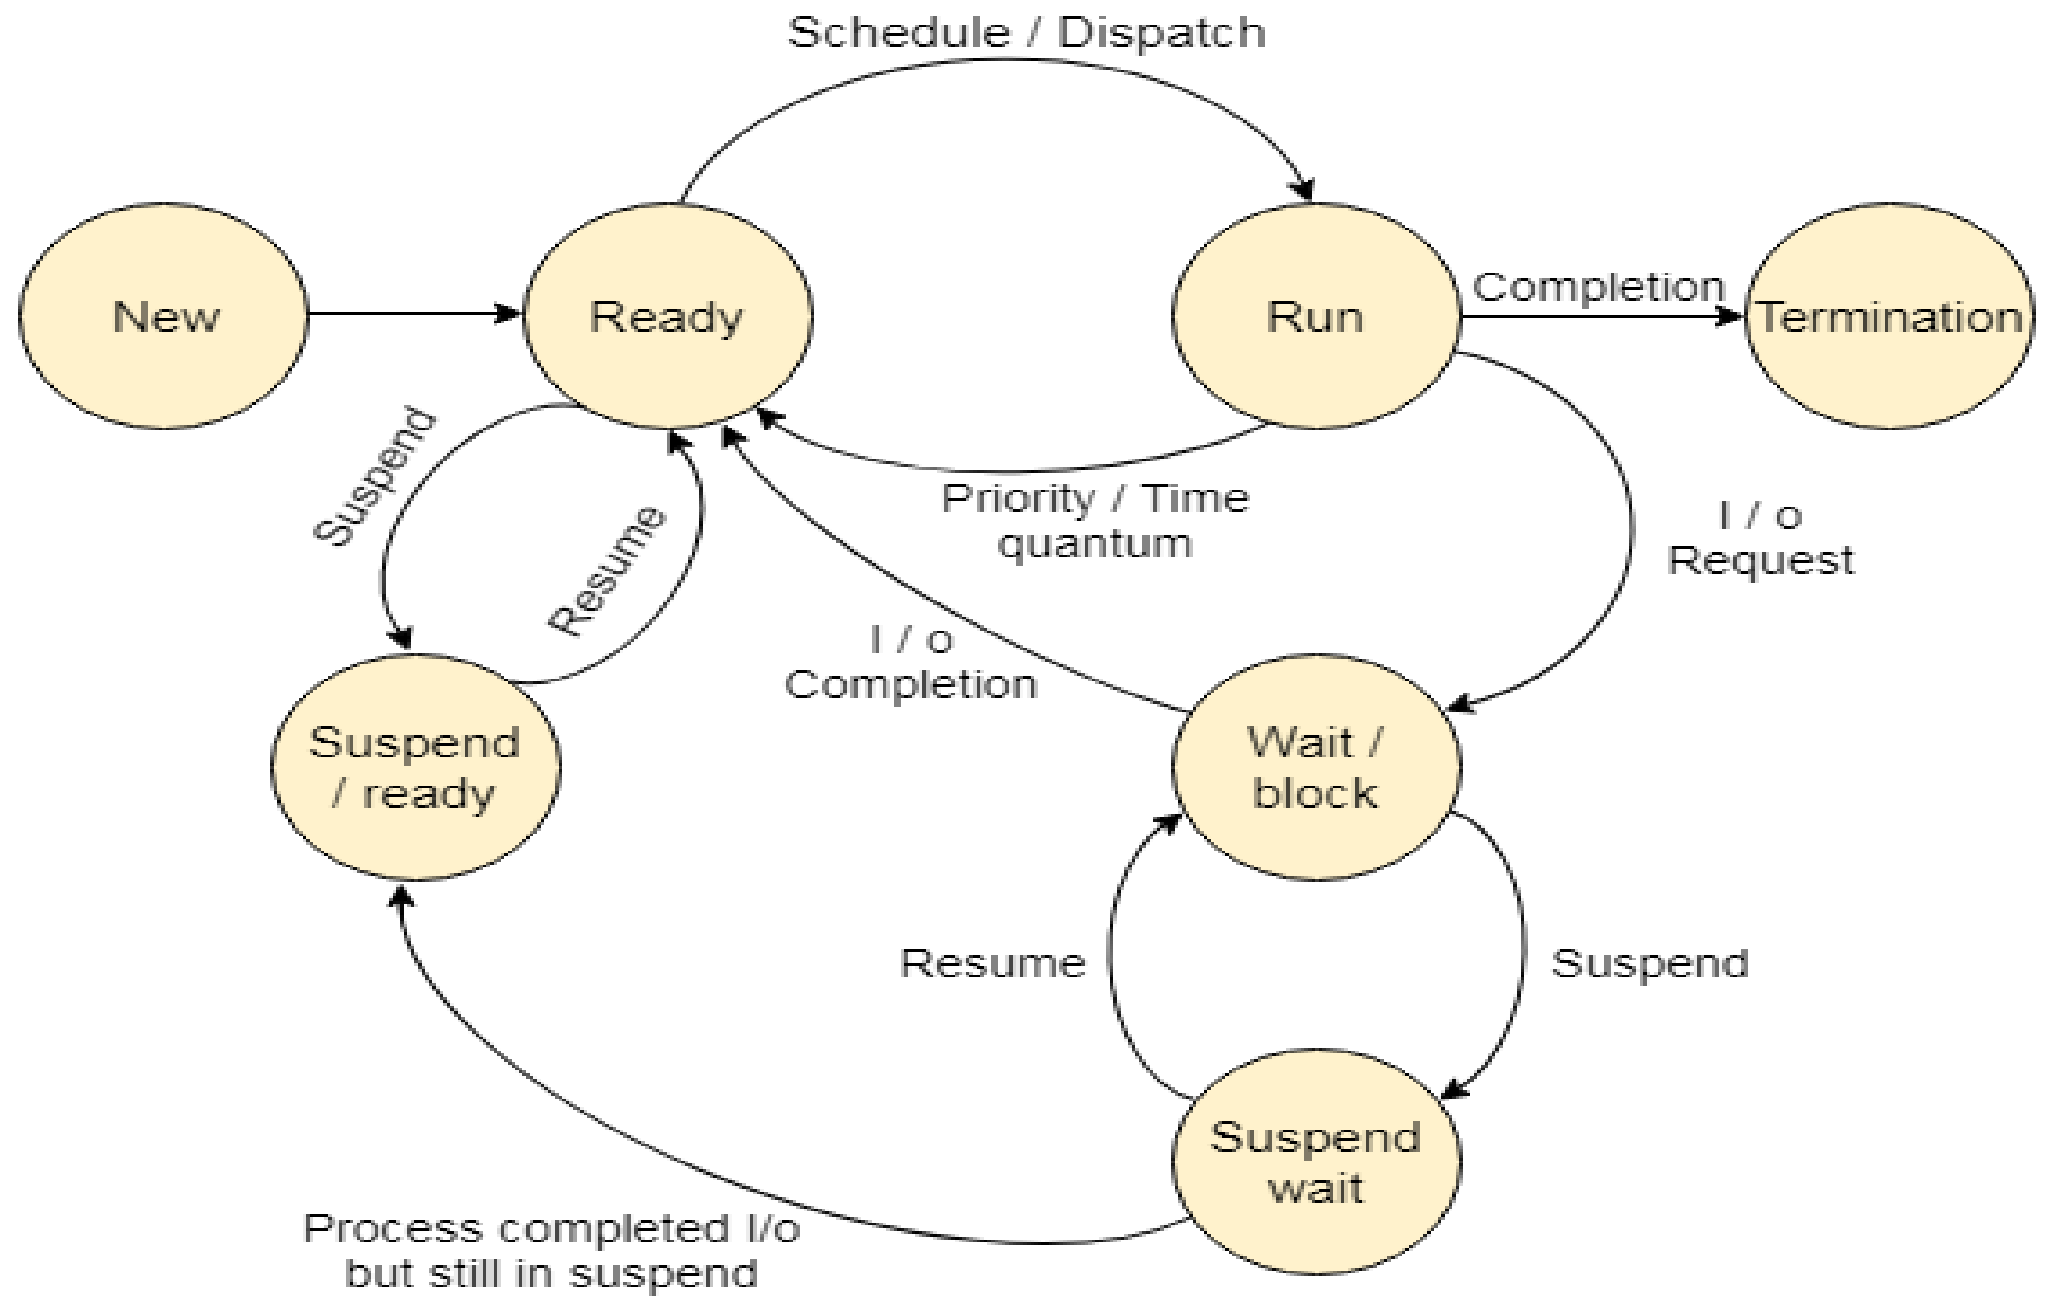 Schedule / Dispatch
New
Ready
Run
Completion
Termination
Suspend
Resume
Priority / Time
quantum
I / o
Request
I / o
Completion
Suspend
/ ready
Wait /
block
Resume
Suspend
Suspend
wait
Process completed I/o
but still in suspend